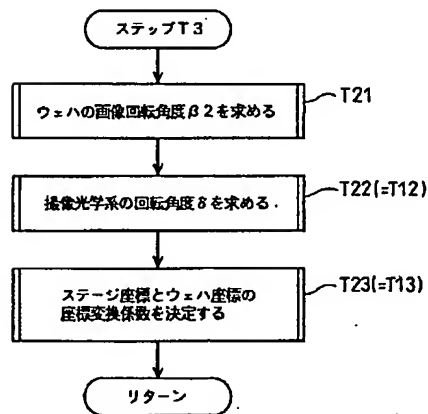 ステップT3
ウェハの画像回転角度β2を求める
T21
撮像光学系の回転角度δを求める.
T22(=T12)
ステージ座標とウェハ座標の
座標変換係数を決定する
T23(=T13)
リターン